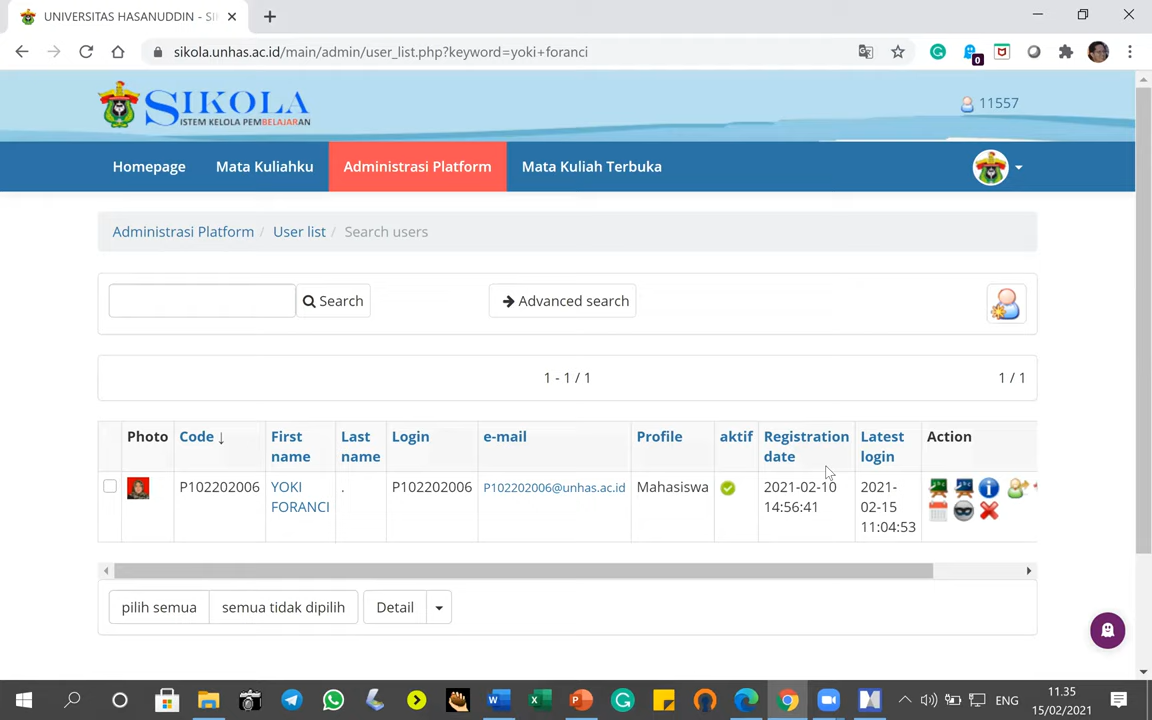 UNIVERSITAS HASANUDDIN - SI
sikola.unhas.ac.id/main/admin/user_list.php?keyword=yoki+foranci
0
SIKOLA
ISTEM KELOLA PEMBELAJARAN
11557
Homepage Mata Kuliahku Administrasi Platform Mata Kuliah Terbuka
Administrasi Platform / User list / Search users
Search Advanced search
1 - 1 / 1 1 / 1
Photo Code ↓ First name Last name Login e-mail Profile aktif Registration date Latest login Action
P102202006 YOKI FORANCI . P102202006 P102202006@unhas.ac.id Mahasiswa 2021-02-10 14:56:41 2021-02-15 11:04:53
pilih semua semua tidak dipilih Detail
ENG
11.35
15/02/2021